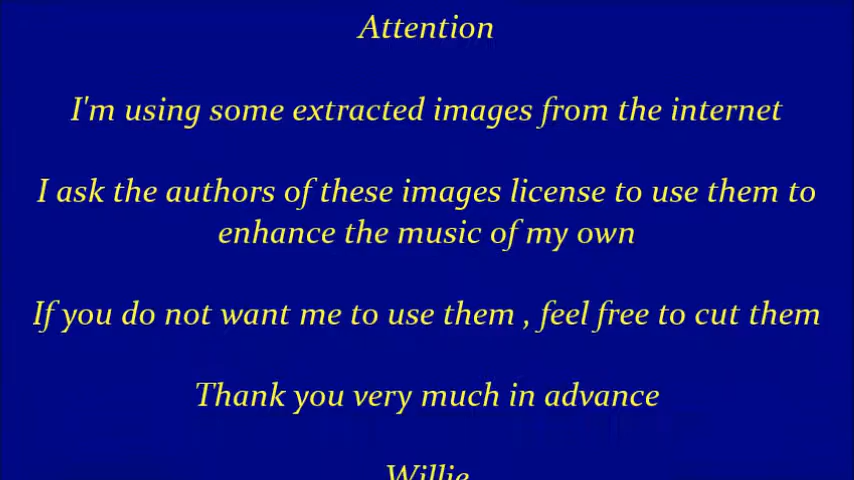 Attention
I'm using some extracted images from the internet
I ask the authors of these images license to use them to
enhance the music of my own
If you do not want me to use them , feel free to cut them
Thank you very much in advance
Willie